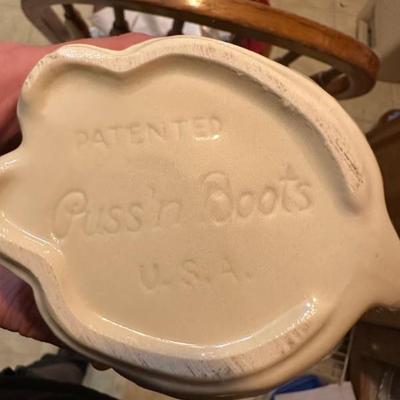 PATENTED
Puss'n Boots
U.S.A.